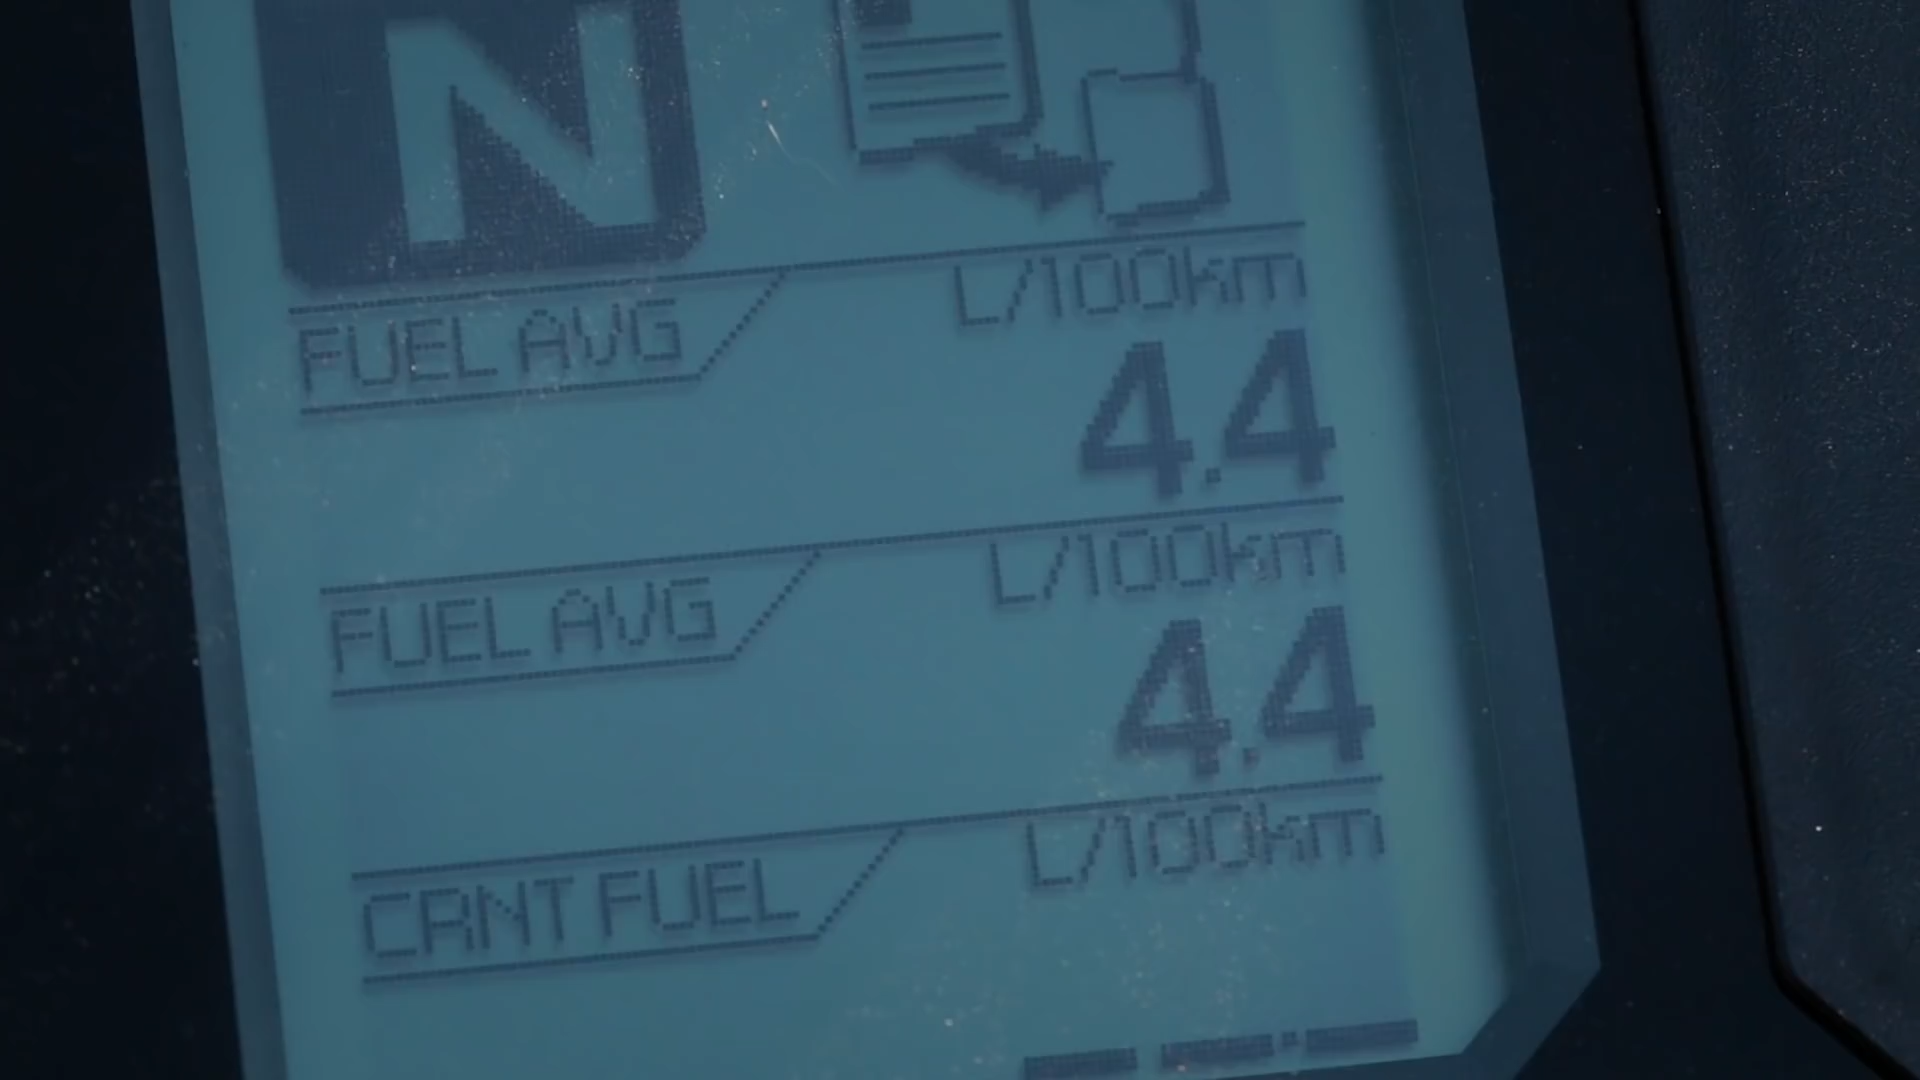 N
FUEL AVG L/100km
4.4
FUEL AVG L/100km
4.4
CRNT FUEL L/100km
--.-